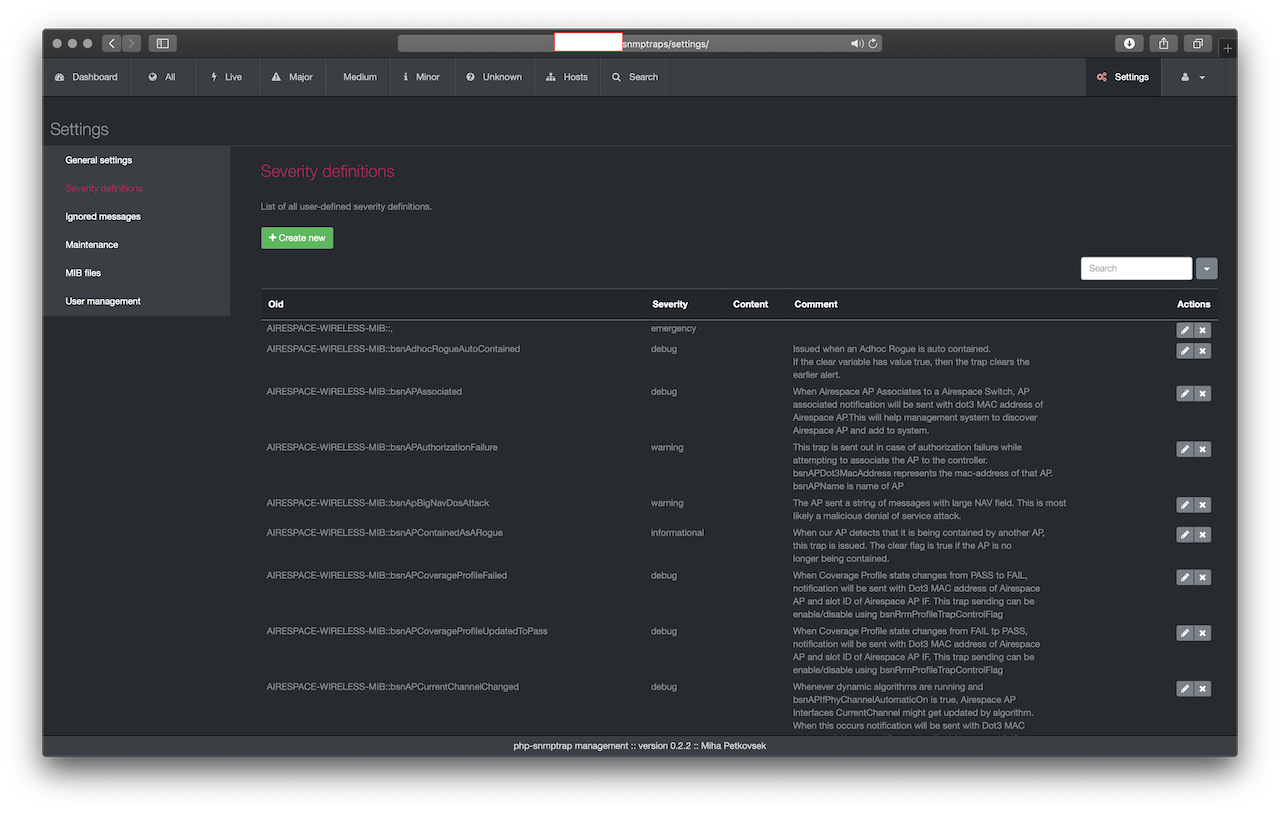 snmptraps/settings/
Dashboard All Live Major Medium Minor Unknown Hosts Search Settings
Settings
General settings
Severity definitions
Ignored messages
Maintenance
MIB files
User management
Severity definitions
List of all user-defined severity definitions.
Create new
Search
Oid Severity Content Comment Actions
AIRESPACE-WIRELESS-MIB::, emergency
AIRESPACE-WIRELESS-MIB::bsnAdhocRogueAutoContained debug Issued when an Adhoc Rogue is auto contained.
If the clear variable has value true, then the trap clears the
earlier alert.
AIRESPACE-WIRELESS-MIB::bsnAPAssociated debug When Airespace AP Associates to a Airespace Switch, AP
associated notification will be sent with dot3 MAC address of
Airespace AP.This will help management system to discover
Airespace AP and add to system.
AIRESPACE-WIRELESS-MIB::bsnAPAuthorizationFailure warning This trap is sent out in case of authorization failure while
attempting to associate the AP to the controller.
bsnAPDot3MacAddress represents the mac-address of that AP.
bsnAPName is name of AP
AIRESPACE-WIRELESS-MIB::bsnApBigNavDosAttack warning The AP sent a string of messages with large NAV field. This is most
likely a malicious denial of service attack.
AIRESPACE-WIRELESS-MIB::bsnAPContainedAsARogue informational When our AP detects that it is being contained by another AP,
this trap is issued. The clear flag is true if the AP is no
longer being contained.
AIRESPACE-WIRELESS-MIB::bsnAPCoverageProfileFailed debug When Coverage Profile state changes from PASS to FAIL,
notification will be sent with Dot3 MAC address of Airespace
AP and slot ID of Airespace AP IF. This trap sending can be
enable/disable using bsnRrmProfileTrapControlFlag
AIRESPACE-WIRELESS-MIB::bsnAPCoverageProfileUpdatedToPass debug When Coverage Profile state changes from FAIL tp PASS,
notification will be sent with Dot3 MAC address of Airespace
AP and slot ID of Airespace AP IF. This trap sending can be
enable/disable using bsnRrmProfileTrapControlFlag
AIRESPACE-WIRELESS-MIB::bsnAPCurrentChannelChanged debug Whenever dynamic algorithms are running and
bsnAPIfPhyChannelAutomaticOn is true, Airespace AP
Interfaces CurrentChannel might get updated by algorithm.
When this occurs notification will be sent with Dot3 MAC
php-snmptrap management :: version 0.2.2 :: Miha Petkovsek